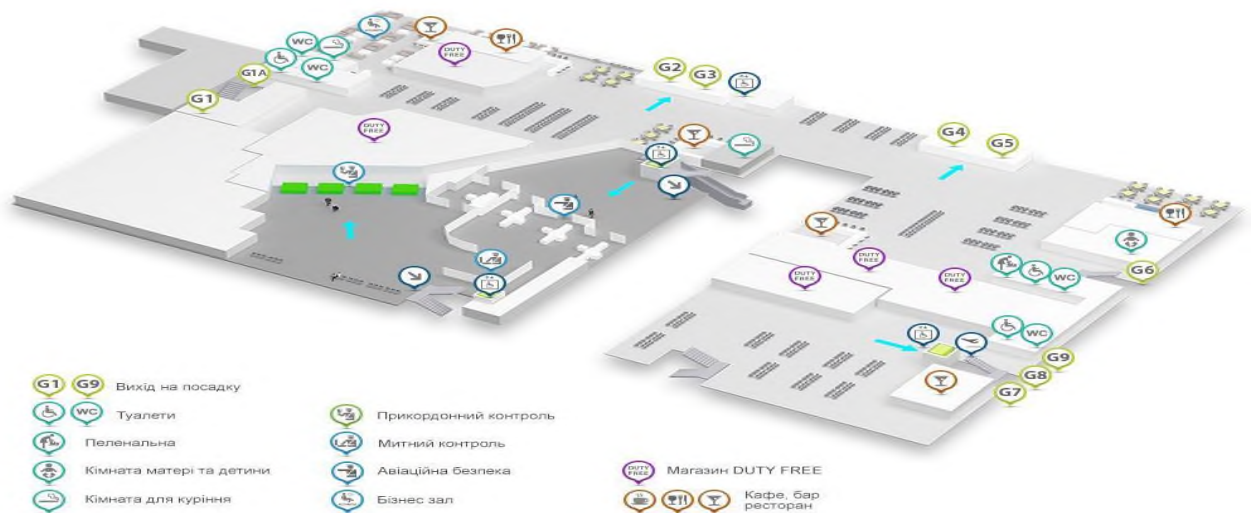 WC
DUTY FREE
G1A
WC
G1
G2
G3
DUTY FREE
G4
G5
DUTY FREE
DUTY FREE
DUTY FREE
WC
G6
WC
G9
G8
G7
G1 G9 Вихід на посадку
WC Туалети
Пеленальна
Кімната матері та дитини
Кімната для куріння
Прикордонний контроль
Митний контроль
Авіаційна безпека
Бізнес зал
DUTY FREE Магазин DUTY FREE
Кафе, бар
ресторан